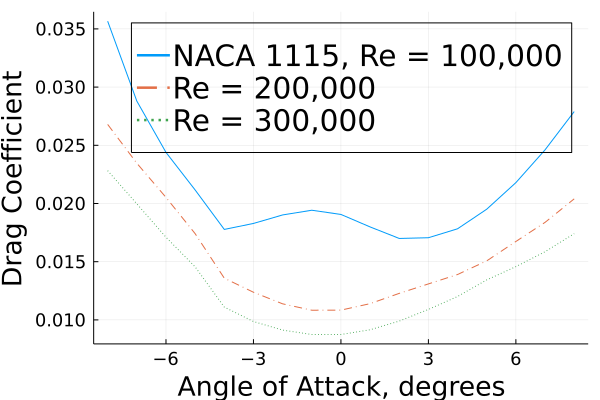 0.035
0.030
0.025
0.020
0.015
0.010
Drag Coefficient
NACA 1115, Re = 100,000
Re = 200,000
Re = 300,000
−6 −3 0 3 6
Angle of Attack, degrees